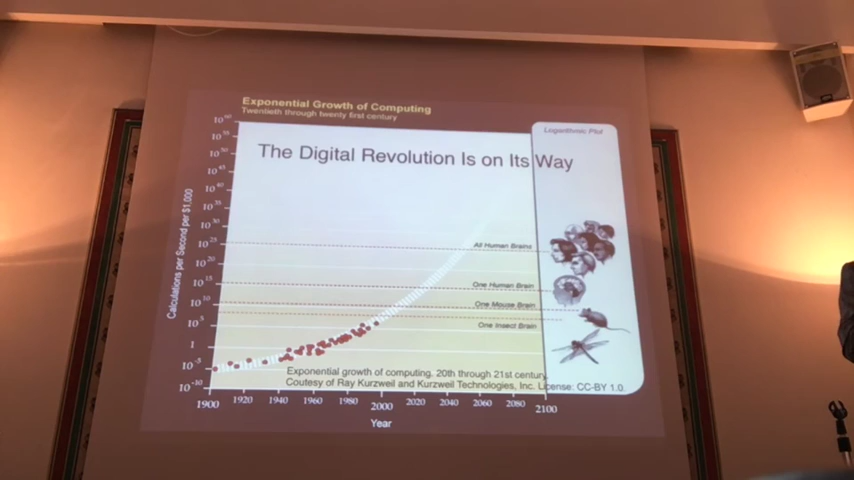 Exponential Growth of Computing
Twentieth through twenty first century
Logarithmic Plot
The Digital Revolution Is on Its Way
Calculations per Second per $1,000
10⁶⁰
10⁵⁵
10⁵⁰
10⁴⁵
10⁴⁰
10³⁵
10³⁰
10²⁵
10²⁰
10¹⁵
10¹⁰
10⁵
1
10⁻⁵
10⁻¹⁰
All Human Brains
One Human Brain
One Mouse Brain
One Insect Brain
Exponential growth of computing. 20th through 21st century.
Coutesy of Ray Kurzweil and Kurzweil Technologies, Inc. License: CC-BY 1.0.
1900 1920 1940 1960 1980 2000 2020 2040 2060 2080 2100
Year